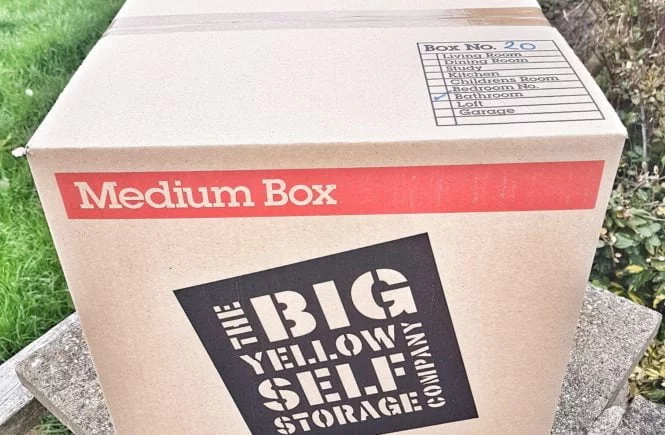 Box No. 20
Living Room
Dining Room
Study
Kitchen
Childrens Room
Bedroom No.
Bathroom
Loft
Garage
Medium Box
THE
BIG
YELLOW
SELF
STORAGE
COMPANY